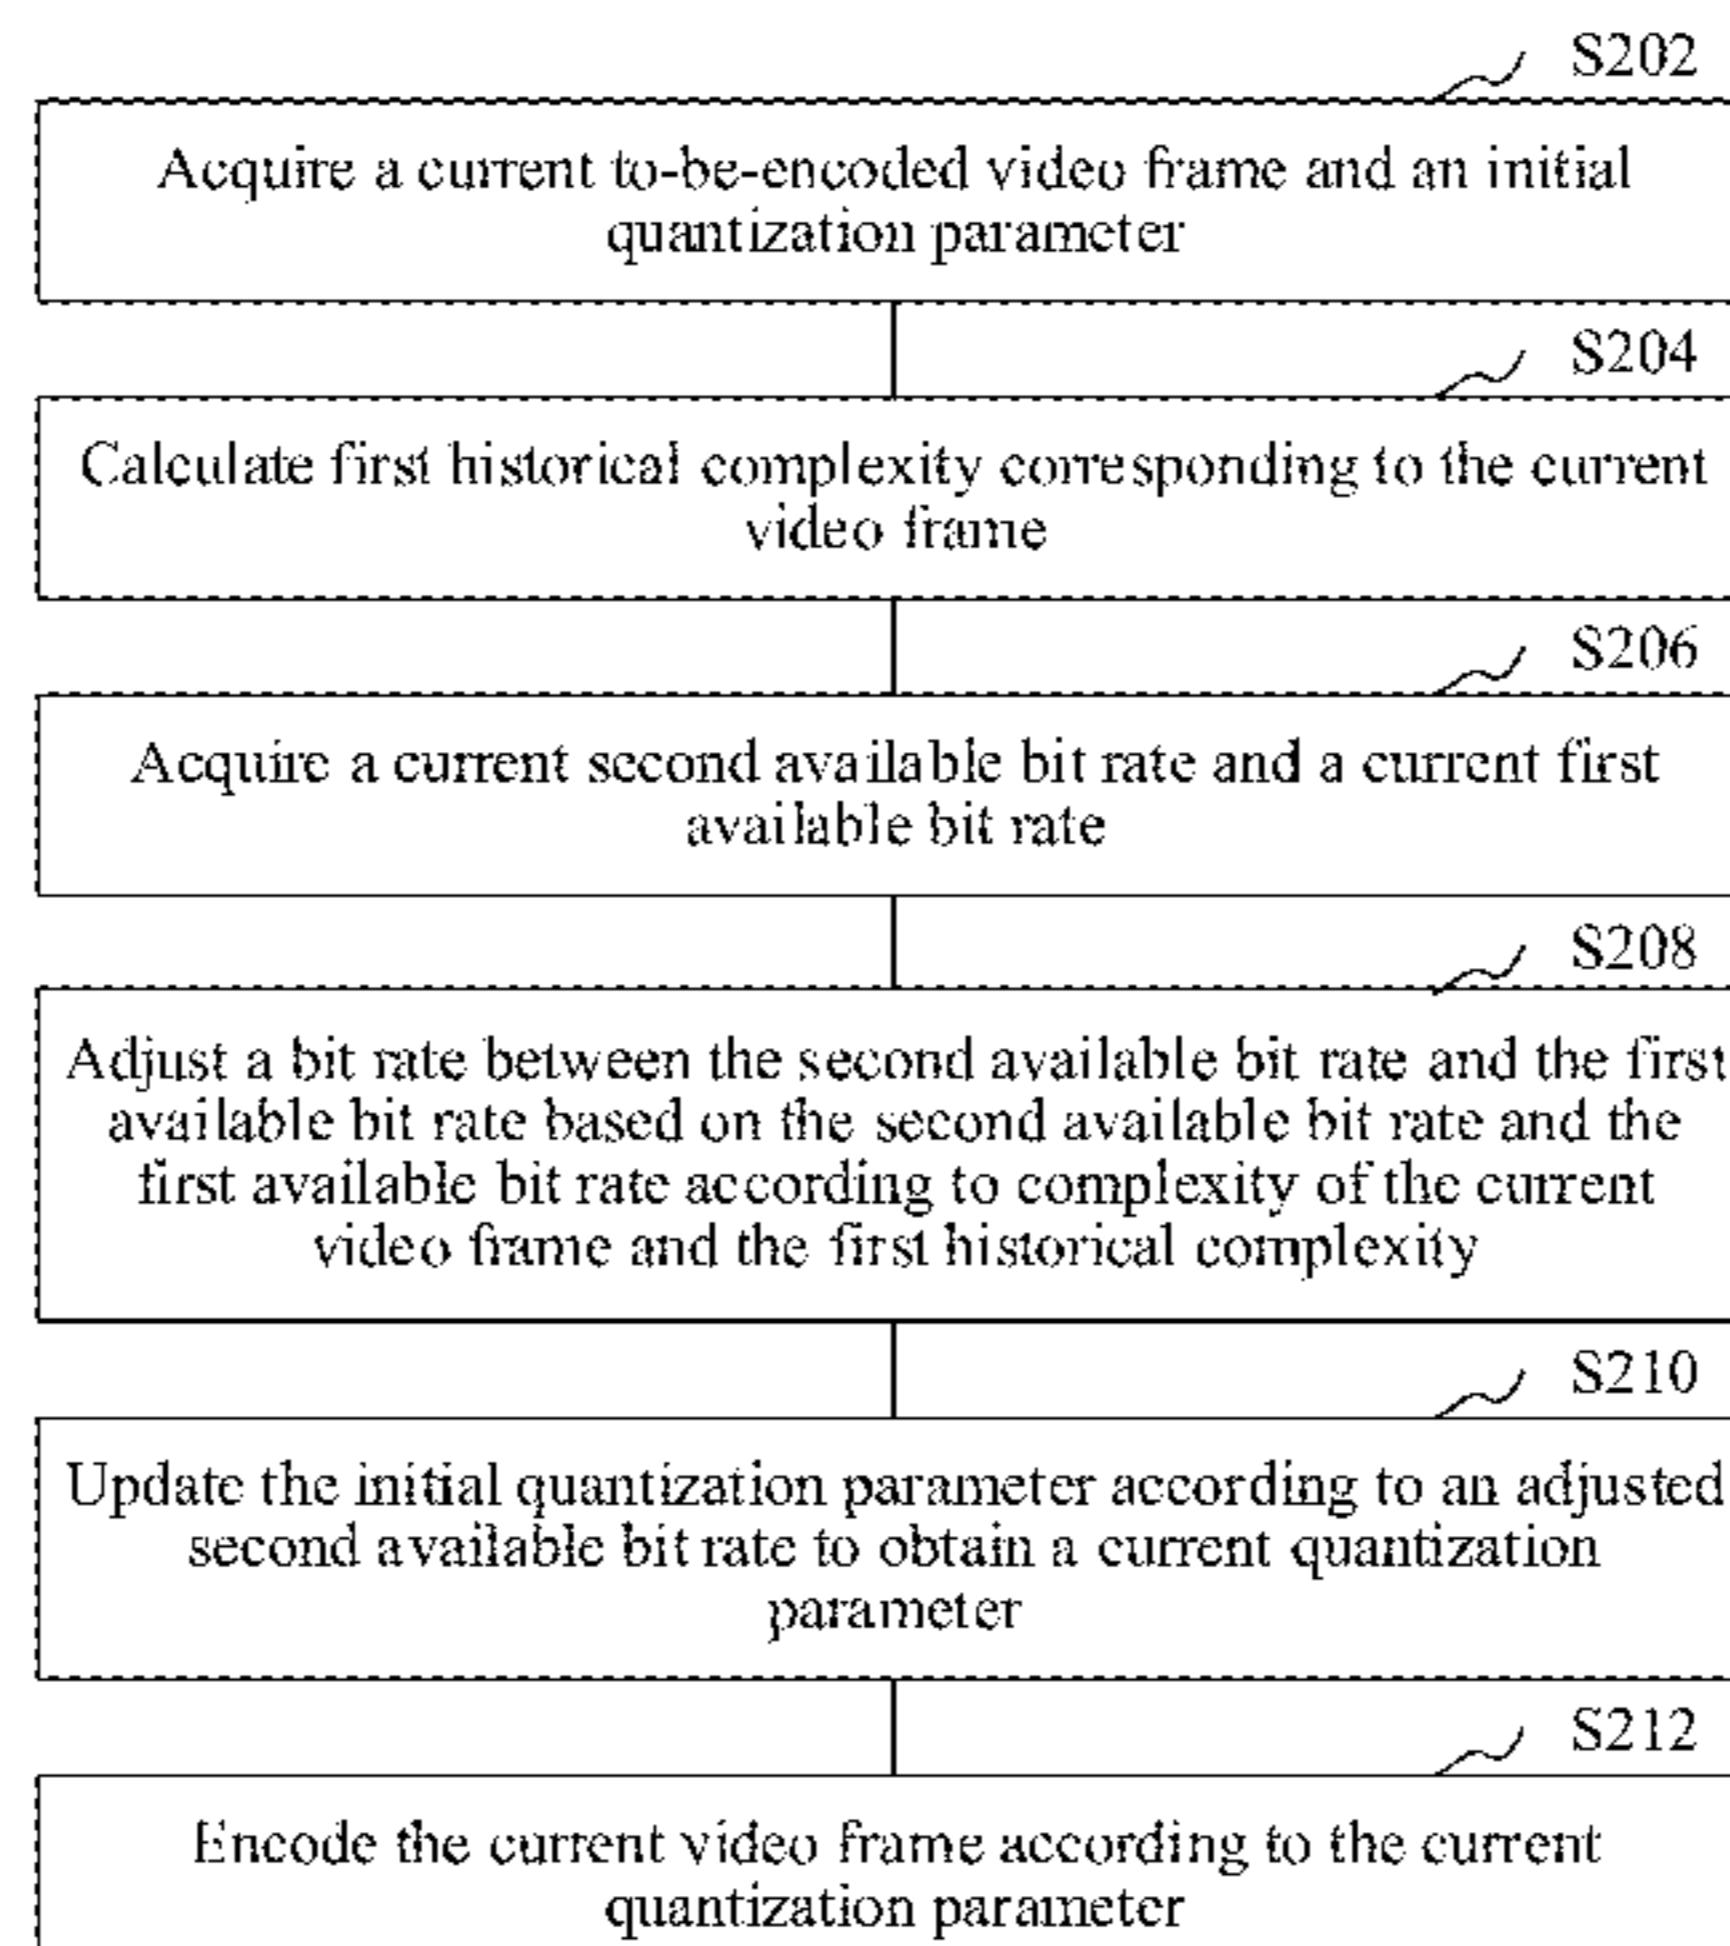 S202
Acquire a current to-be-encoded video frame and an initial
quantization parameter
S204
Calculate first historical complexity corresponding to the current
video frame
S206
Acquire a current second available bit rate and a current first
available bit rate
S208
Adjust a bit rate between the second available bit rate and the first
available bit rate based on the second available bit rate and the
first available bit rate according to complexity of the current
video frame and the first historical complexity
S210
Update the initial quantization parameter according to an adjusted
second available bit rate to obtain a current quantization
parameter
S212
Encode the current video frame according to the current
quantization parameter